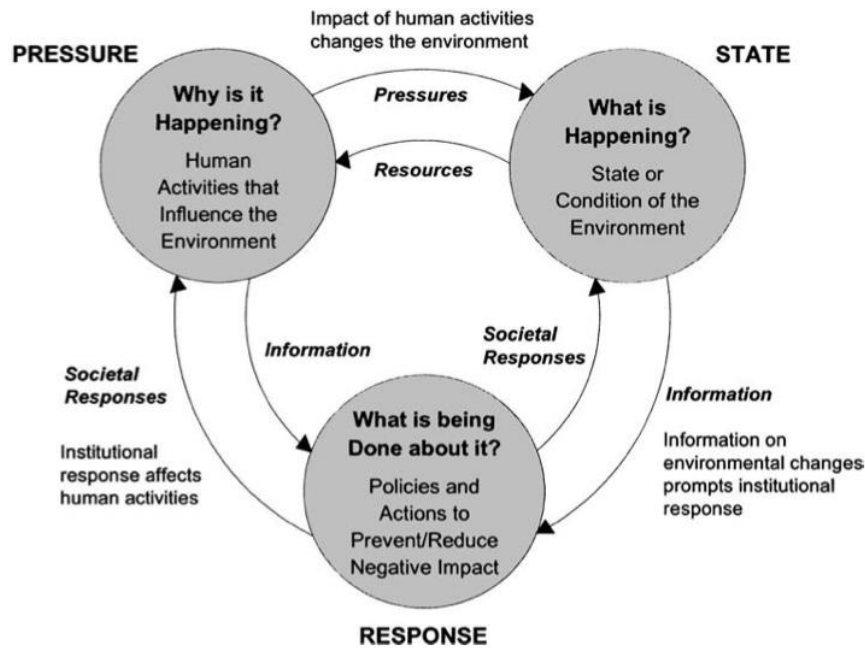 Impact of human activities
changes the environment
PRESSURE
STATE
Why is it
Happening?
Human
Activities that
Influence the
Environment
Pressures
Resources
What is
Happening?
State or
Condition of the
Environment
Information
Societal
Responses
Societal
Responses
Institutional
response affects
human activities
Information
Information on
environmental changes
prompts institutional
response
What is being
Done about it?
Policies and
Actions to
Prevent/Reduce
Negative Impact
RESPONSE